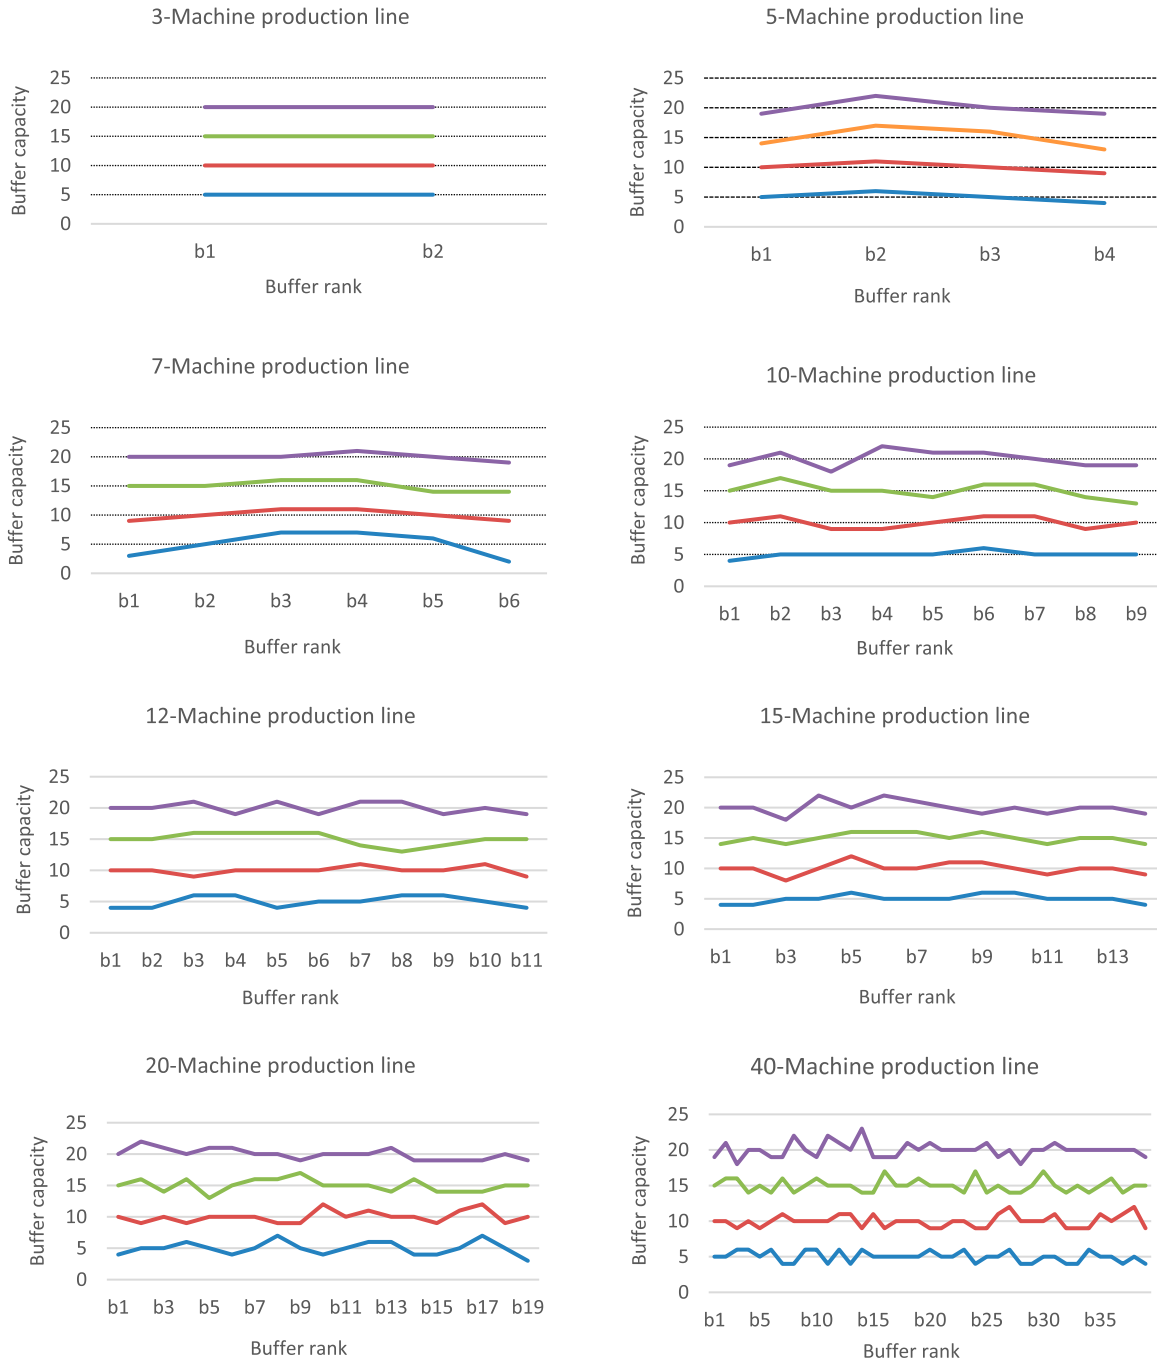 3-Machine production line
Buffer capacity
25
20
15
10
5
0
b1 b2
Buffer rank
5-Machine production line
Buffer capacity
25
20
15
10
5
0
b1 b2 b3 b4
Buffer rank
7-Machine production line
Buffer capacity
25
20
15
10
5
0
b1 b2 b3 b4 b5 b6
Buffer rank
10-Machine production line
Buffer capacity
25
20
15
10
5
0
b1 b2 b3 b4 b5 b6 b7 b8 b9
Buffer rank
12-Machine production line
Buffer capacity
25
20
15
10
5
0
b1 b2 b3 b4 b5 b6 b7 b8 b9 b10 b11
Buffer rank
15-Machine production line
Buffer capacity
25
20
15
10
5
0
b1 b3 b5 b7 b9 b11 b13
Buffer rank
20-Machine production line
Buffer capacity
25
20
15
10
5
0
b1 b3 b5 b7 b9 b11 b13 b15 b17 b19
Buffer rank
40-Machine production line
Buffer capacity
25
20
15
10
5
0
b1 b5 b10 b15 b20 b25 b30 b35
Buffer rank